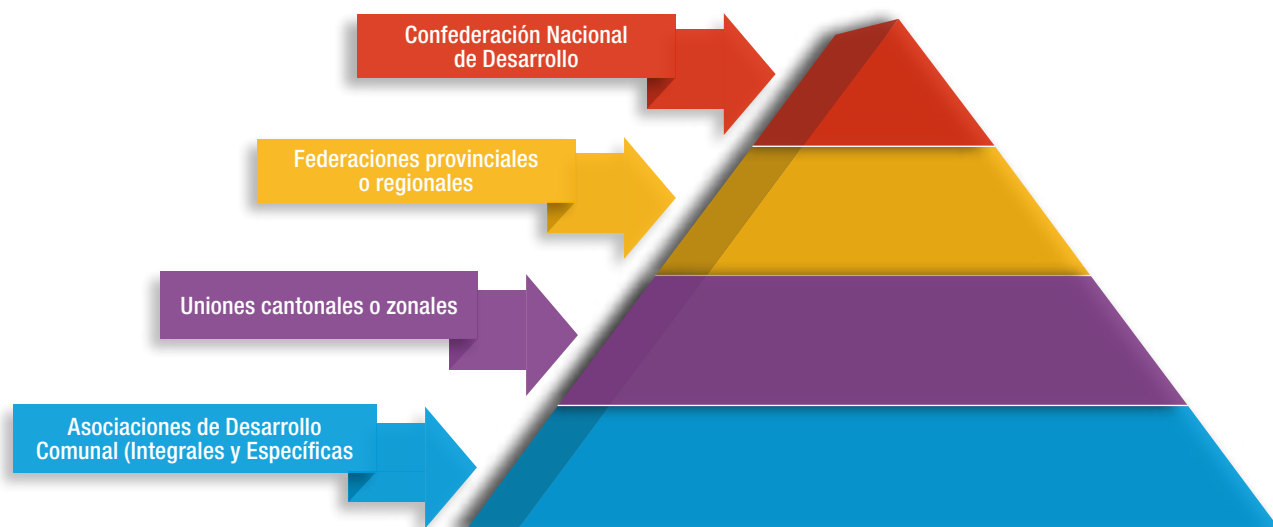 Confederación Nacional
de Desarrollo
Federaciones provinciales
o regionales
Uniones cantonales o zonales
Asociaciones de Desarrollo
Comunal (Integrales y Específicas